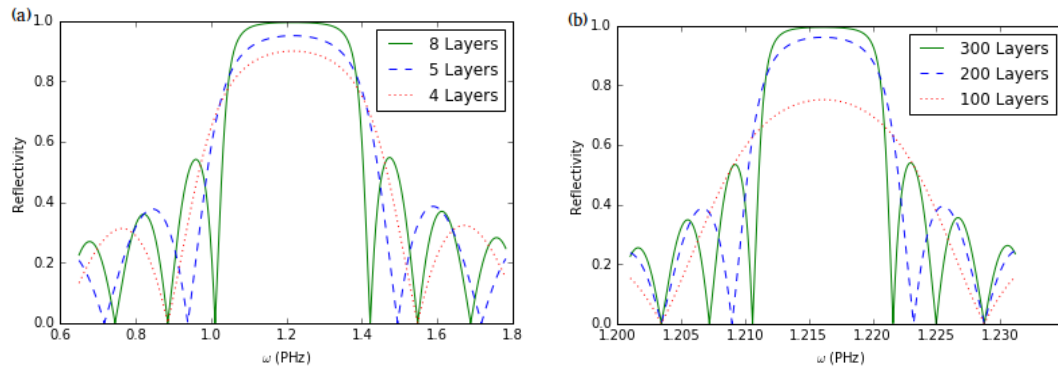 (a)
1.0
0.8
0.6
0.4
0.2
0.0
Reflectivity
0.6
0.8
1.0
1.2
1.4
1.6
1.8
ω (PHz)
8 Layers
5 Layers
4 Layers
(b)
1.0
0.8
0.6
0.4
0.2
0.0
Reflectivity
1.200
1.205
1.210
1.215
1.220
1.225
1.230
ω (PHz)
300 Layers
200 Layers
100 Layers